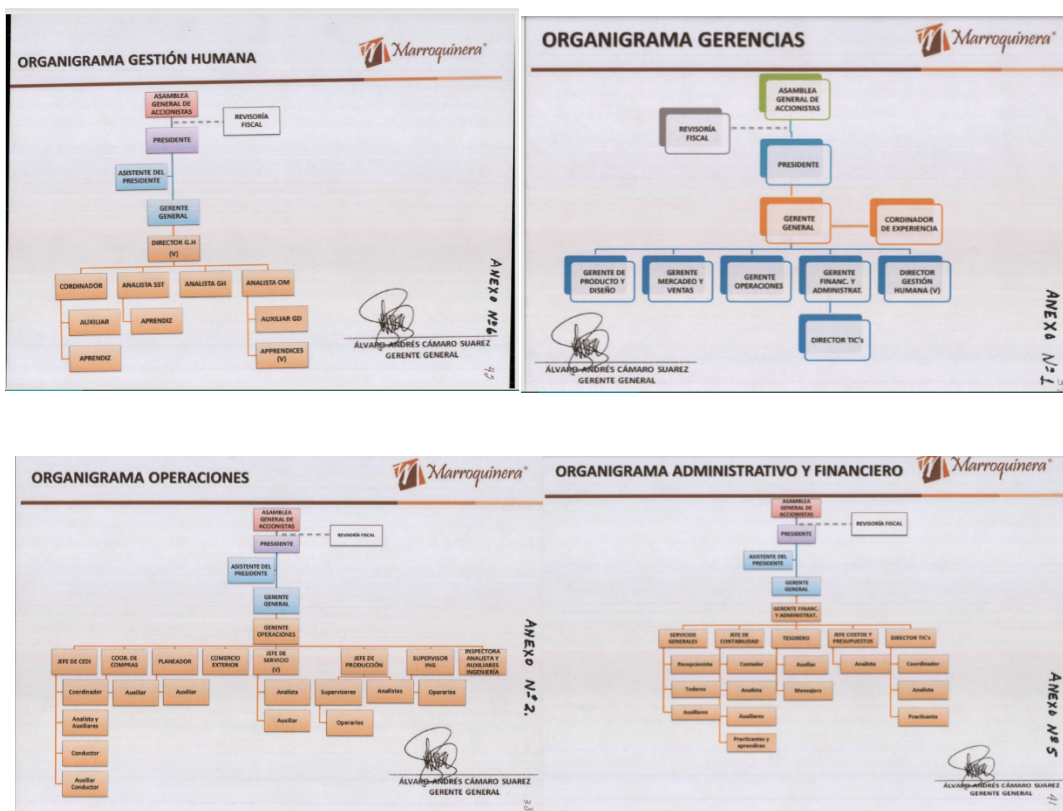 ORGANIGRAMA GESTIÓN HUMANA
Marroquinera®
ASAMBLEA
GENERAL DE
ACCIONISTAS
REVISORÍA
FISCAL
PRESIDENTE
ASISTENTE DEL
PRESIDENTE
GERENTE
GENERAL
DIRECTOR G.H
(V)
CORDINADOR
ANALISTA SST
ANALISTA GH
ANALISTA OM
AUXILIAR
APRENDIZ
AUXILIAR GD
APRENDIZ
APPRENDICES
(V)
ÁLVARO ANDRÉS CÁMARO SUAREZ
GERENTE GENERAL
ANEXO Nº6
42
ORGANIGRAMA GERENCIAS
Marroquinera®
ASAMBLEA
GENERAL DE
ACCIONISTAS
REVISORÍA
FISCAL
PRESIDENTE
GERENTE
GENERAL
CORDINADOR
DE EXPERIENCIA
GERENTE DE
PRODUCTO Y
DISEÑO
GERENTE
MERCADEO Y
VENTAS
GERENTE
OPERACIONES
GERENTE
FINANC. Y
ADMINISTRAT.
DIRECTOR
GESTIÓN
HUMANA (V)
DIRECTOR TIC's
ÁLVARO ANDRÉS CÁMARO SUAREZ
GERENTE GENERAL
ANEXO Nº1
ORGANIGRAMA OPERACIONES
Marroquinera®
ASAMBLEA
GENERAL DE
ACCIONISTAS
REVISORÍA FISCAL
PRESIDENTE
ASISTENTE DEL
PRESIDENTE
GERENTE
GENERAL
GERENTE
OPERACIONES
JEFE DE CEDI
COOR. DE
COMPRAS
PLANEADOR
COMERCIO
EXTERIOR
JEFE DE
SERVICIO
(V)
JEFE DE
PRODUCCIÓN
SUPERVISOR
ING
INSPECTORA
ANALISTA Y
AUXILIARES
INGENIERÍA
Coordinador
Auxiliar
Auxiliar
Analista
Supervisores
Analistas
Operarios
Analista y
Auxiliares
Auxiliar
Operarios
Conductor
Auxiliar
Conductor
ÁLVARO ANDRÉS CÁMARO SUAREZ
GERENTE GENERAL
ANEXO Nº2.
38
ORGANIGRAMA ADMINISTRATIVO Y FINANCIERO
Marroquinera®
ASAMBLEA
GENERAL DE
ACCIONISTAS
REVISORÍA FISCAL
PRESIDENTE
ASISTENTE DEL
PRESIDENTE
GERENTE
GENERAL
GERENTE FINANC.
Y ADMINISTRAT.
SERVICIOS
GENERALES
JEFE DE
CONTABILIDAD
TESORERO
JEFE COSTOS Y
PRESUPUESTOS
DIRECTOR TIC's
Recepcionista
Contador
Auxiliar
Analista
Coordinador
Toderos
Analista
Mensajero
Analista
Auxiliares
Auxiliares
Practicante
Practicantes y
aprendices
ÁLVARO ANDRÉS CÁMARO SUAREZ
GERENTE GENERAL
ANEXO Nº5
41